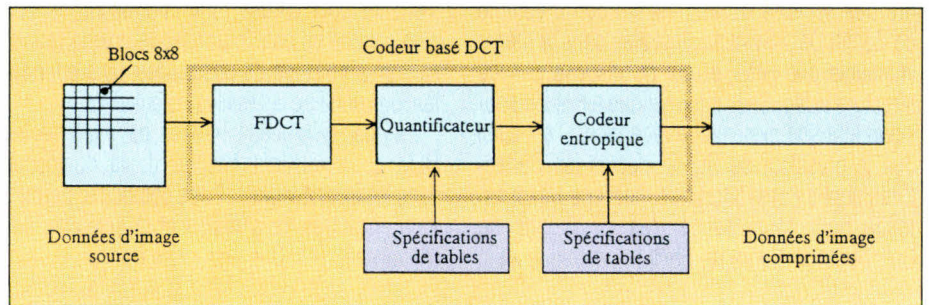 Codeur basé DCT
Blocs 8x8
FDCT
Quantificateur
Codeur
entropique
Données d'image
source
Spécifications
de tables
Spécifications
de tables
Données d'image
comprimées